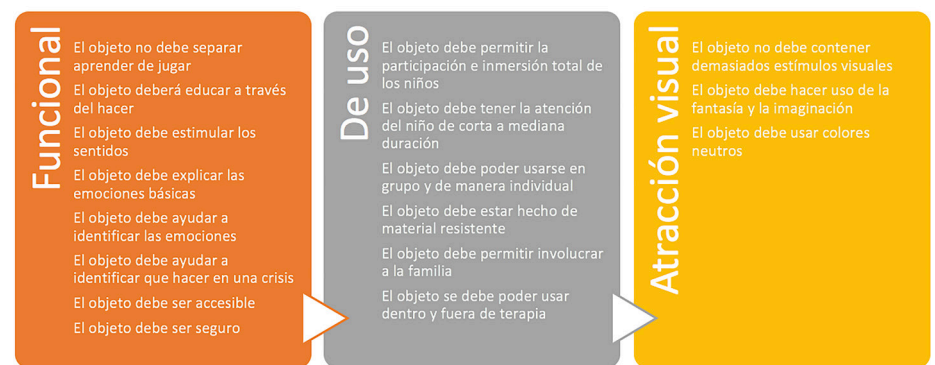 Funcional
El objeto no debe separar
aprender de jugar
El objeto deberá educar a través
del hacer
El objeto debe estimular los
sentidos
El objeto debe explicar las
emociones básicas
El objeto debe ayudar a
identificar las emociones
El objeto debe ayudar a
identificar que hacer en una crisis
El objeto debe ser accesible
El objeto debe ser seguro
De uso
El objeto debe permitir la
participación e inmersión total de
los niños
El objeto debe tener la atención
del niño de corta a mediana
duración
El objeto debe poder usarse en
grupo y de manera individual
El objeto debe estar hecho de
material resistente
El objeto debe permitir involucrar
a la familia
El objeto se debe poder usar
dentro y fuera de terapia
Atracción visual
El objeto no debe contener
demasiados estímulos visuales
El objeto debe hacer uso de la
fantasía y la imaginación
El objeto debe usar colores
neutros